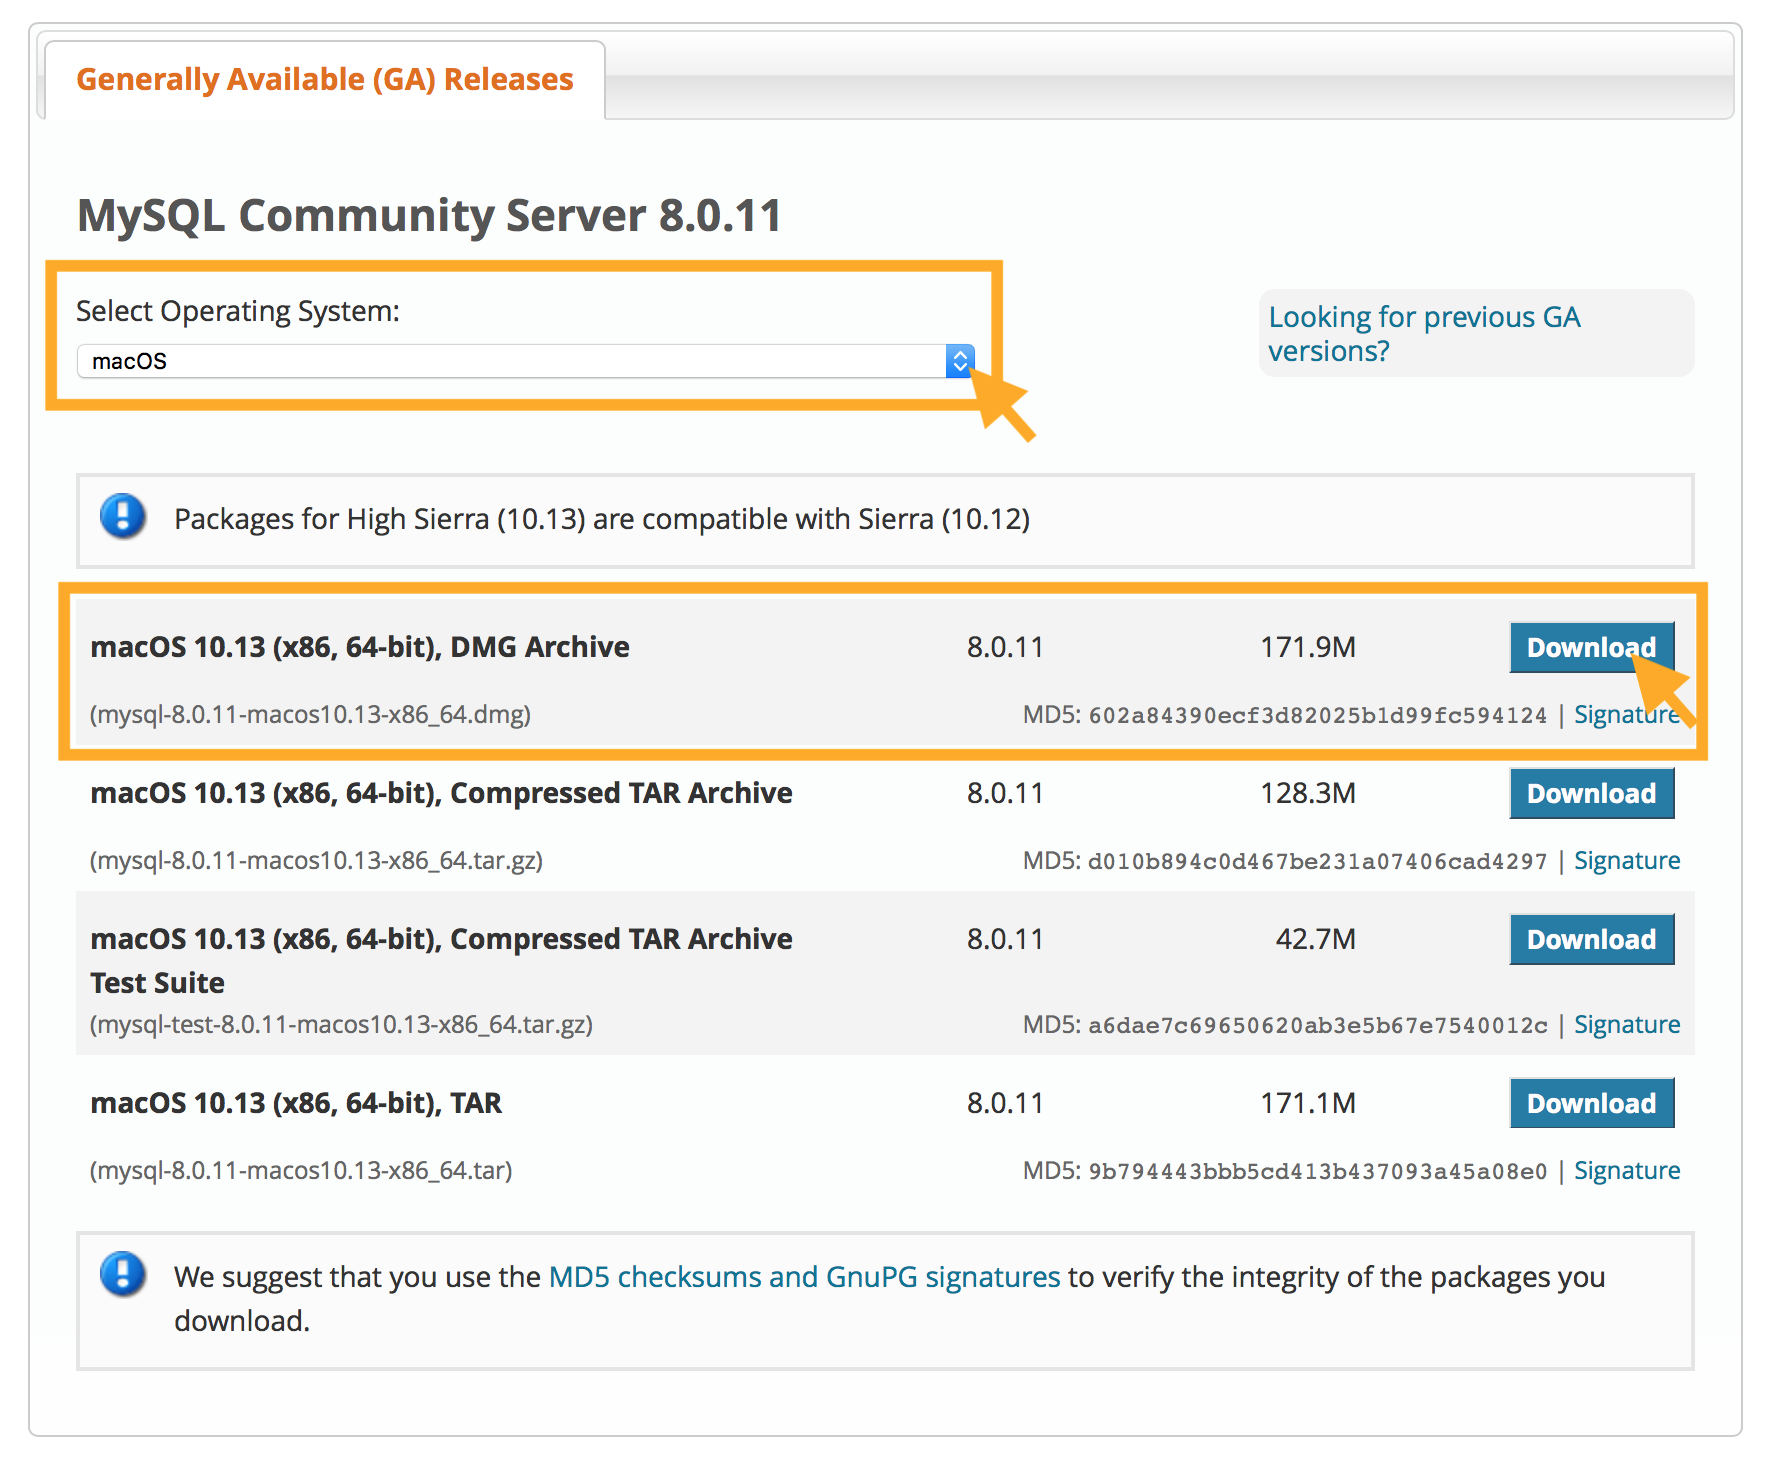 Generally Available (GA) Releases
MySQL Community Server 8.0.11
Select Operating System:
macOS
Looking for previous GA
versions?
Packages for High Sierra (10.13) are compatible with Sierra (10.12)
macOS 10.13 (x86, 64-bit), DMG Archive 8.0.11 171.9M Download
(mysql-8.0.11-macos10.13-x86_64.dmg) MD5: 602a84390ecf3d82025b1d99fc594124 | Signature
macOS 10.13 (x86, 64-bit), Compressed TAR Archive 8.0.11 128.3M Download
(mysql-8.0.11-macos10.13-x86_64.tar.gz) MD5: d010b894c0d467be231a07406cad4297 | Signature
macOS 10.13 (x86, 64-bit), Compressed TAR Archive 8.0.11 42.7M Download
Test Suite
(mysql-test-8.0.11-macos10.13-x86_64.tar.gz) MD5: a6dae7c69650620ab3e5b67e7540012c | Signature
macOS 10.13 (x86, 64-bit), TAR 8.0.11 171.1M Download
(mysql-8.0.11-macos10.13-x86_64.tar) MD5: 9b794443bbb5cd413b437093a45a08e0 | Signature
We suggest that you use the MD5 checksums and GnuPG signatures to verify the integrity of the packages you
download.